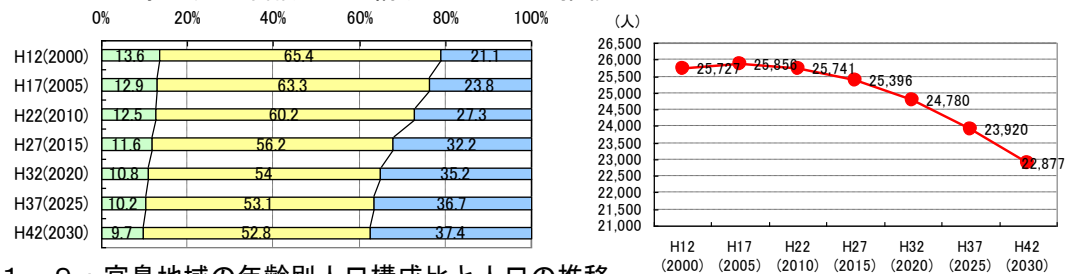 0% 20% 40% 60% 80% 100%
H12(2000) 13.6 65.4 21.1
H17(2005) 12.9 63.3 23.8
H22(2010) 12.5 60.2 27.3
H27(2015) 11.6 56.2 32.2
H32(2020) 10.8 54 35.2
H37(2025) 10.2 53.1 36.7
H42(2030) 9.7 52.8 37.4
(人)
26,500
26,000
25,500
25,000
24,500
24,000
23,500
23,000
22,500
22,000
21,500
21,000
25,727 25,856 25,741 25,396 24,780 23,920 22,877
H12 H17 H22 H27 H32 H37 H42
(2000) (2005) (2010) (2015) (2020) (2025) (2030)
の年齢別人口構成比と人口の推移